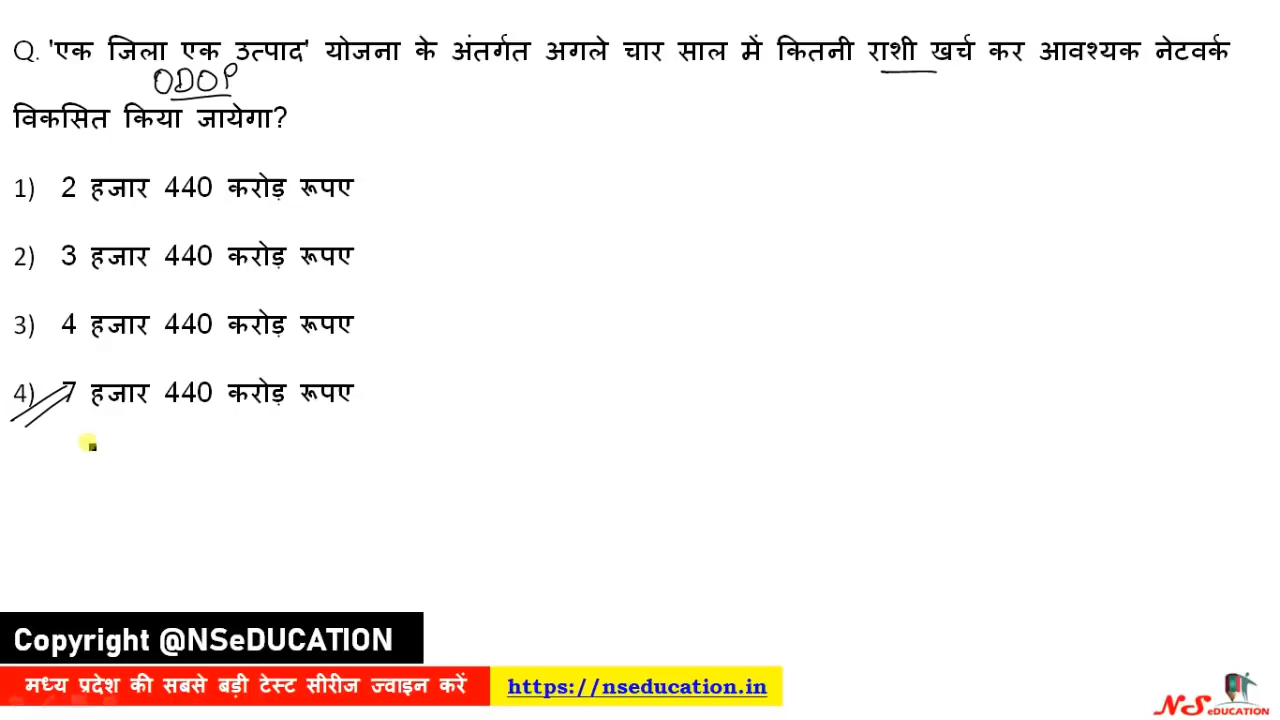 Q. 'एक जिला एक उत्पाद' योजना के अंतर्गत अगले चार साल में कितनी राशी खर्च कर आवश्यक नेटवर्क
ODOP
विकसित किया जायेगा?
1) 2 हजार 440 करोड़ रूपए
2) 3 हजार 440 करोड़ रूपए
3) 4 हजार 440 करोड़ रूपए
4) 7 हजार 440 करोड़ रूपए
Copyright @NSeDUCATION
मध्य प्रदेश की सबसे बड़ी टेस्ट सीरीज ज्वाइन करें https://nseducation.in
NS eDUCATION